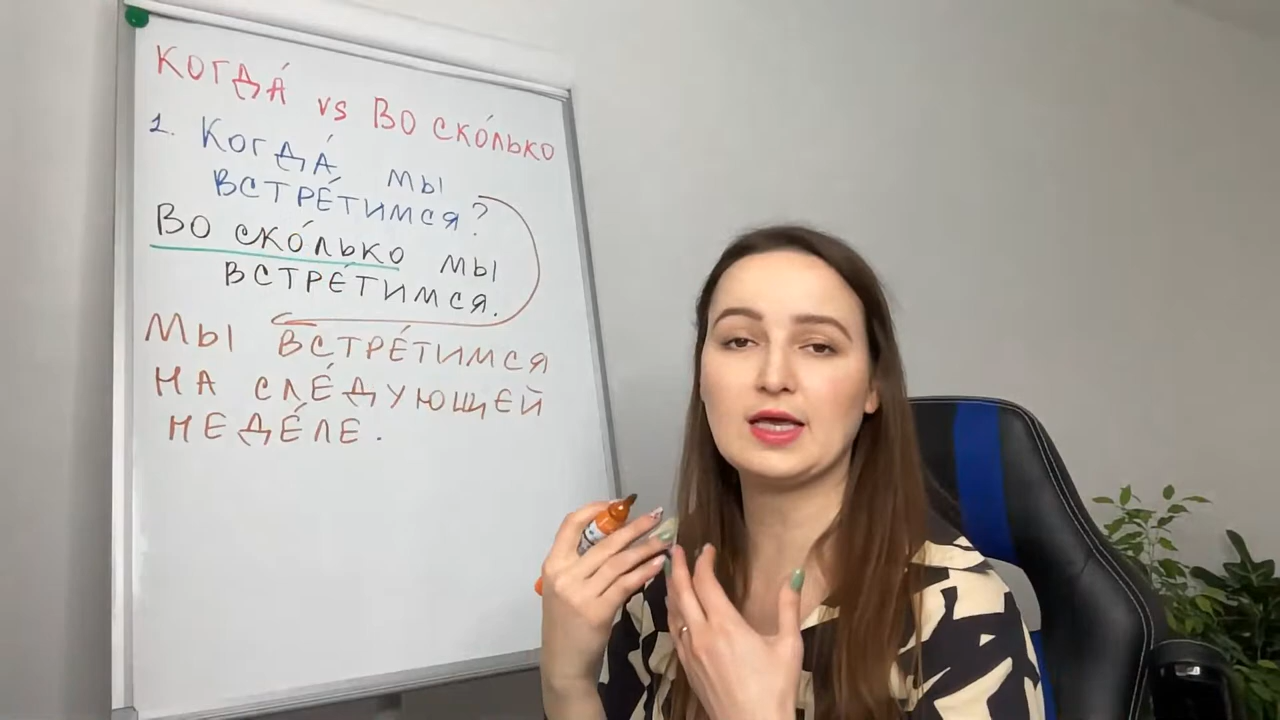 КОГДА́ vs ВО СКО́ЛЬКО
1. КОГДА́ МЫ
ВСТРЕ́ТИМСЯ?
ВО СКО́ЛЬКО МЫ
ВСТРЕ́ТИМСЯ.
МЫ ВСТРЕ́ТИМСЯ
НА СЛЕ́ДУЮЩЕЙ
НЕДЕ́ЛЕ.